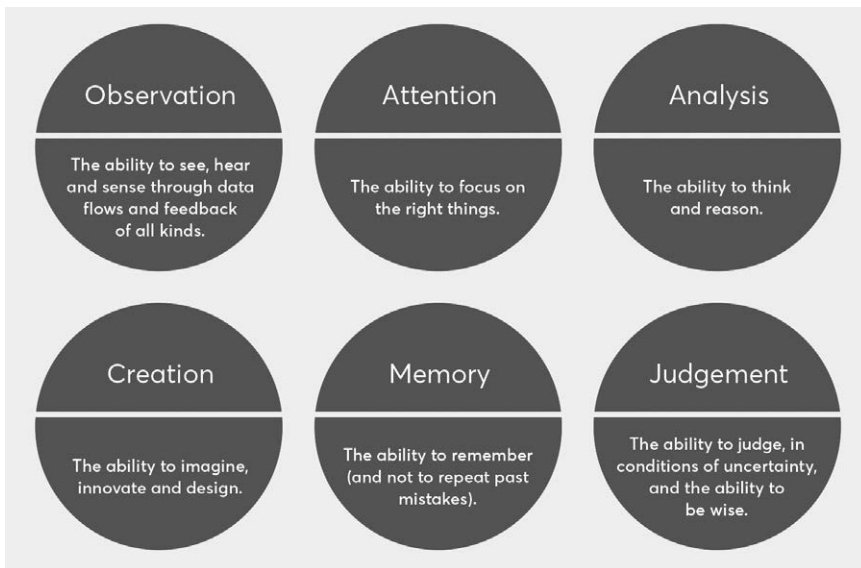 Observation
The ability to see, hear
and sense through data
flows and feedback
of all kinds.
Attention
The ability to focus on
the right things.
Analysis
The ability to think
and reason.
Creation
The ability to imagine,
innovate and design.
Memory
The ability to remember
(and not to repeat past
mistakes).
Judgement
The ability to judge, in
conditions of uncertainty,
and the ability to
be wise.